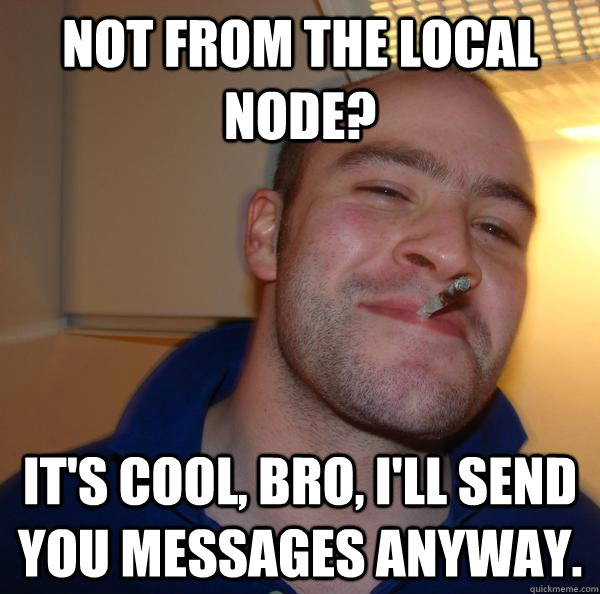 NOT FROM THE LOCAL
NODE?
IT'S COOL, BRO, I'LL SEND
YOU MESSAGES ANYWAY.
quickmeme.com